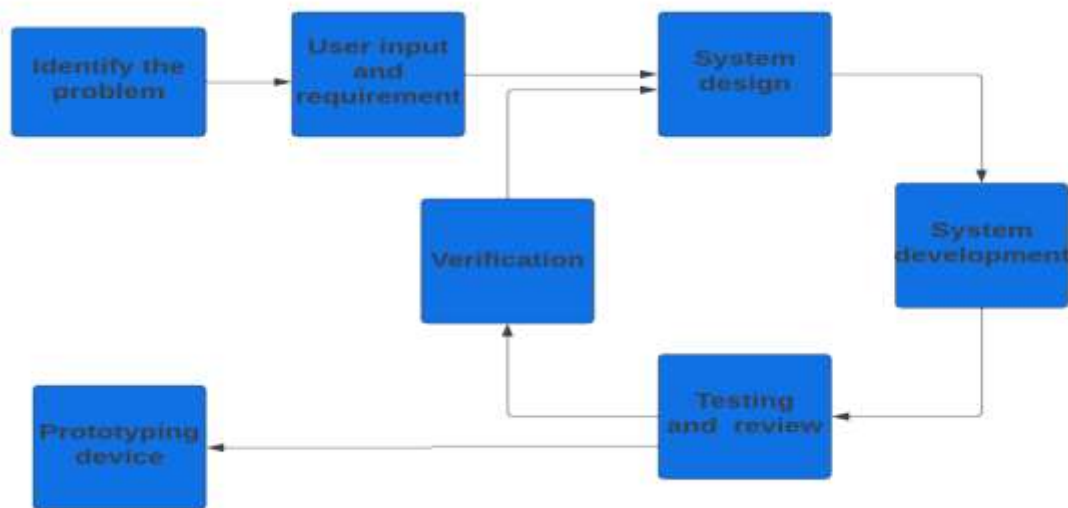 Identify the
problem
User input
and
requirement
System
design
System
development
Verification
Testing
and review
Prototyping
device